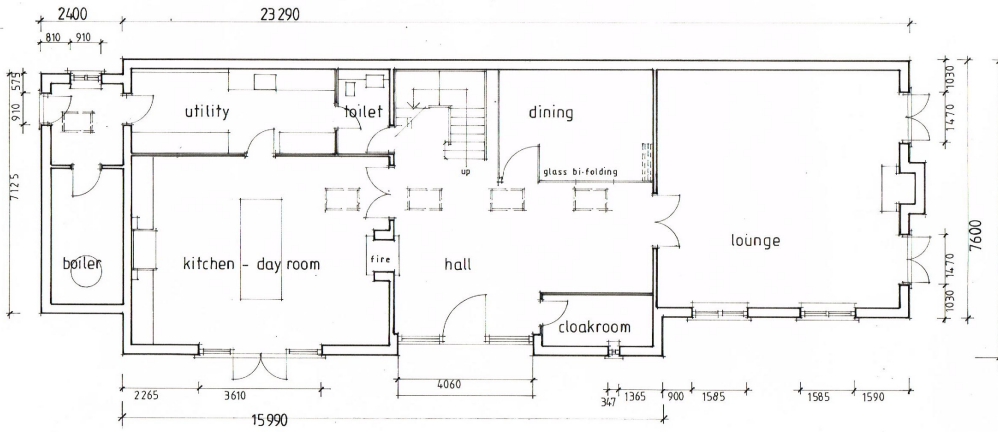 2400
23 290
810
910
575
910
7125
utility
toilet
dining
up
glass bi-folding
boiler
kitchen - day room
fire
hall
lounge
cloakroom
1030
1470
1470
1030
7600
2265
3610
4060
347
1365
900
1585
1585
1590
15 990